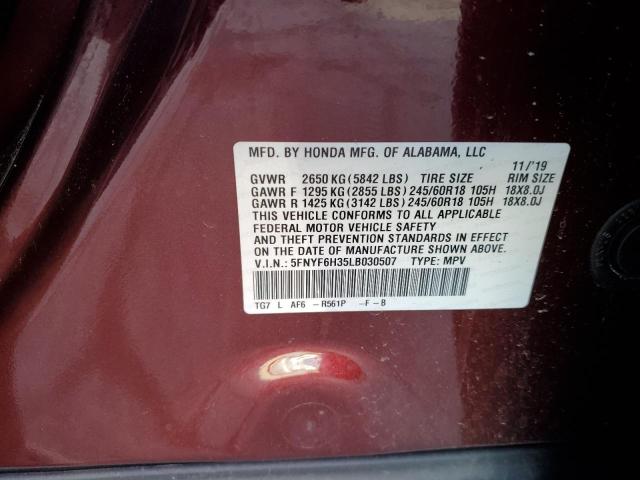 MFD. BY HONDA MFG. OF ALABAMA, LLC
11/'19
GVWR 2650 KG(5842 LBS) TIRE SIZE RIM SIZE
GAWR F 1295 KG(2855 LBS)245/60R18 105H 18X8.0J
GAWR R 1425 KG(3142 LBS)245/60R18 105H 18X8.0J
THIS VEHICLE CONFORMS TO ALL APPLICABLE
FEDERAL MOTOR VEHICLE SAFETY
AND THEFT PREVENTION STANDARDS IN EFFECT
ON THE DATE OF MANUFACTURE SHOWN ABOVE.
V.I.N.: 5FNYF6H35LB030507 TYPE: MPV
TG7 L AF6 -R561P -F-B